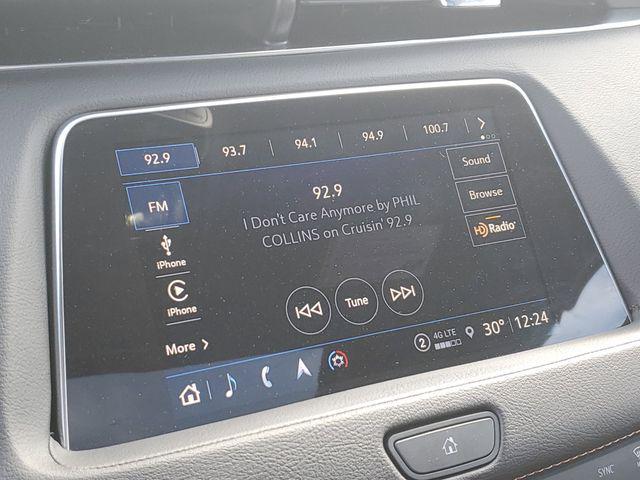 92.9 93.7 94.1 94.9 100.7
FM
iPhone
iPhone
More
92.9
I Don't Care Anymore by PHIL
COLLINS on Cruisin' 92.9
Sound
Browse
HD Radio
Tune
2 4G LTE 30° 12:24
SYNC